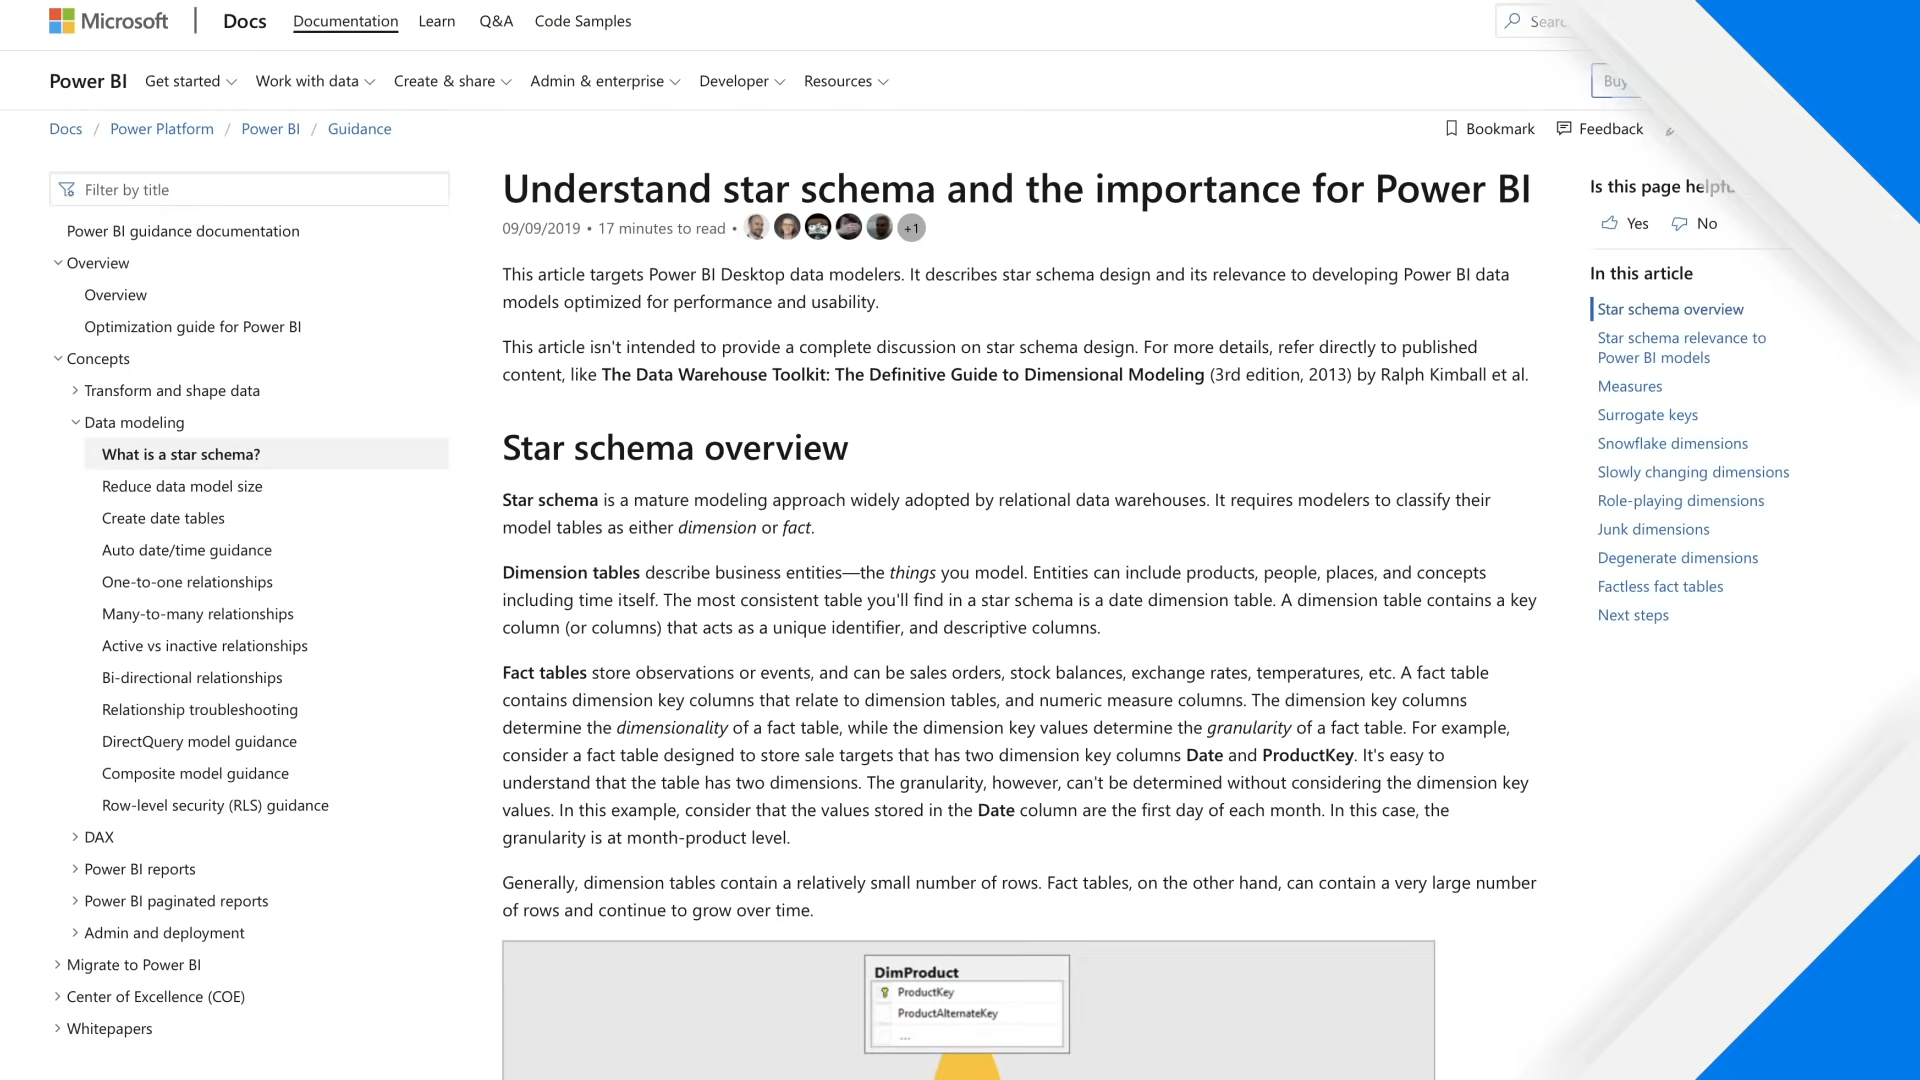 Microsoft Docs Documentation Learn Q&A Code Samples
Power BI Get started Work with data Create & share Admin & enterprise Developer Resources Buy
Docs / Power Platform / Power BI / Guidance
Bookmark Feedback
Filter by title
Power BI guidance documentation
Overview
Overview
Optimization guide for Power BI
Concepts
Transform and shape data
Data modeling
What is a star schema?
Reduce data model size
Create date tables
Auto date/time guidance
One-to-one relationships
Many-to-many relationships
Active vs inactive relationships
Bi-directional relationships
Relationship troubleshooting
DirectQuery model guidance
Composite model guidance
Row-level security (RLS) guidance
DAX
Power BI reports
Power BI paginated reports
Admin and deployment
Migrate to Power BI
Center of Excellence (COE)
Whitepapers
Understand star schema and the importance for Power BI
09/09/2019 • 17 minutes to read • +1
This article targets Power BI Desktop data modelers. It describes star schema design and its relevance to developing Power BI data
models optimized for performance and usability.
This article isn't intended to provide a complete discussion on star schema design. For more details, refer directly to published
content, like The Data Warehouse Toolkit: The Definitive Guide to Dimensional Modeling (3rd edition, 2013) by Ralph Kimball et al.
Star schema overview
Star schema is a mature modeling approach widely adopted by relational data warehouses. It requires modelers to classify their
model tables as either dimension or fact.
Dimension tables describe business entities—the things you model. Entities can include products, people, places, and concepts
including time itself. The most consistent table you'll find in a star schema is a date dimension table. A dimension table contains a key
column (or columns) that acts as a unique identifier, and descriptive columns.
Fact tables store observations or events, and can be sales orders, stock balances, exchange rates, temperatures, etc. A fact table
contains dimension key columns that relate to dimension tables, and numeric measure columns. The dimension key columns
determine the dimensionality of a fact table, while the dimension key values determine the granularity of a fact table. For example,
consider a fact table designed to store sale targets that has two dimension key columns Date and ProductKey. It's easy to
understand that the table has two dimensions. The granularity, however, can't be determined without considering the dimension key
values. In this example, consider that the values stored in the Date column are the first day of each month. In this case, the
granularity is at month-product level.
Generally, dimension tables contain a relatively small number of rows. Fact tables, on the other hand, can contain a very large number
of rows and continue to grow over time.
DimProduct
ProductKey
ProductAlternateKey
...
Is this page
Yes No
In this article
Star schema overview
Star schema relevance to
Power BI models
Measures
Surrogate keys
Snowflake dimensions
Slowly changing dimensions
Role-playing dimensions
Junk dimensions
Degenerate dimensions
Factless fact tables
Next steps